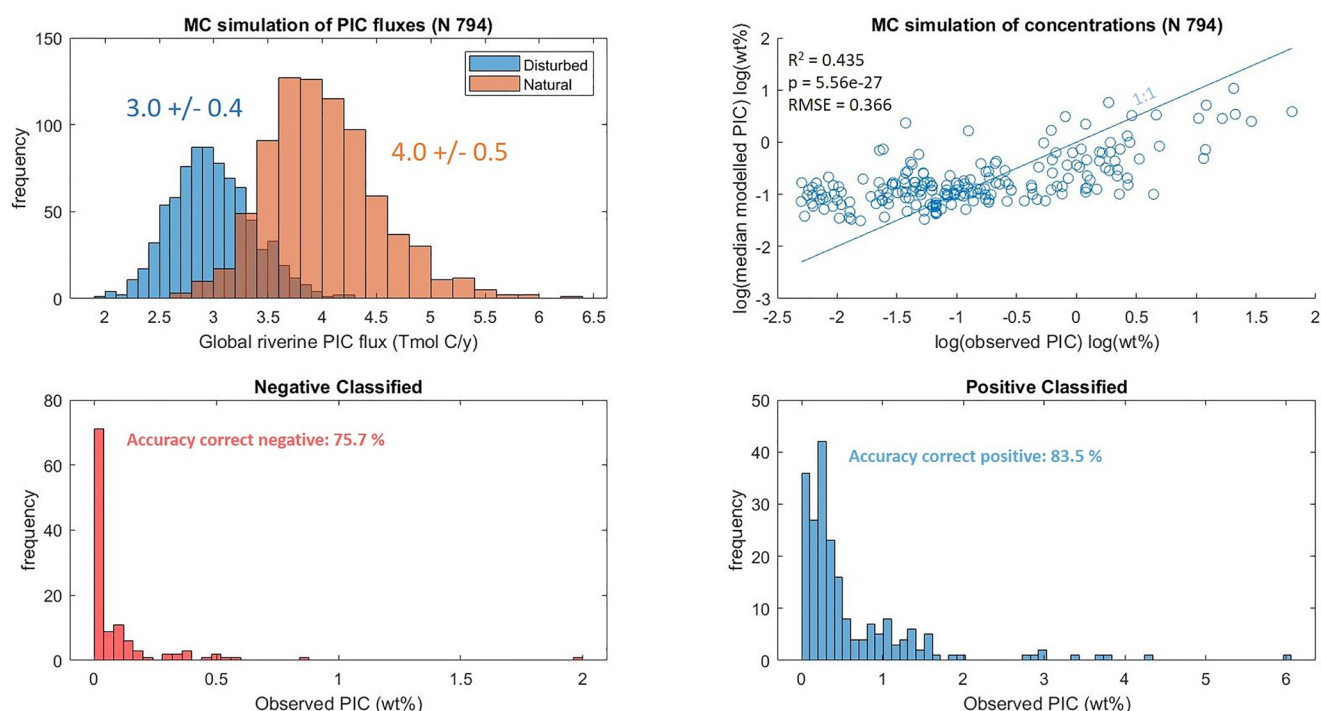 MC simulation of PIC fluxes (N 794)
150
100
50
0
frequency
Disturbed
Natural
3.0 +/- 0.4
4.0 +/- 0.5
2 2.5 3 3.5 4 4.5 5 5.5 6 6.5
Global riverine PIC flux (Tmol C/y)
MC simulation of concentrations (N 794)
2
1
0
-1
-2
-3
log(median modelled PIC) log(wt%)
R² = 0.435
p = 5.56e-27
RMSE = 0.366
1:1
-2.5 -2 -1.5 -1 -0.5 0 0.5 1 1.5 2
log(observed PIC) log(wt%)
Negative Classified
80
60
40
20
0
frequency
Accuracy correct negative: 75.7 %
0 0.5 1 1.5 2
Observed PIC (wt%)
Positive Classified
50
40
30
20
10
0
frequency
Accuracy correct positive: 83.5 %
0 1 2 3 4 5 6
Observed PIC (wt%)